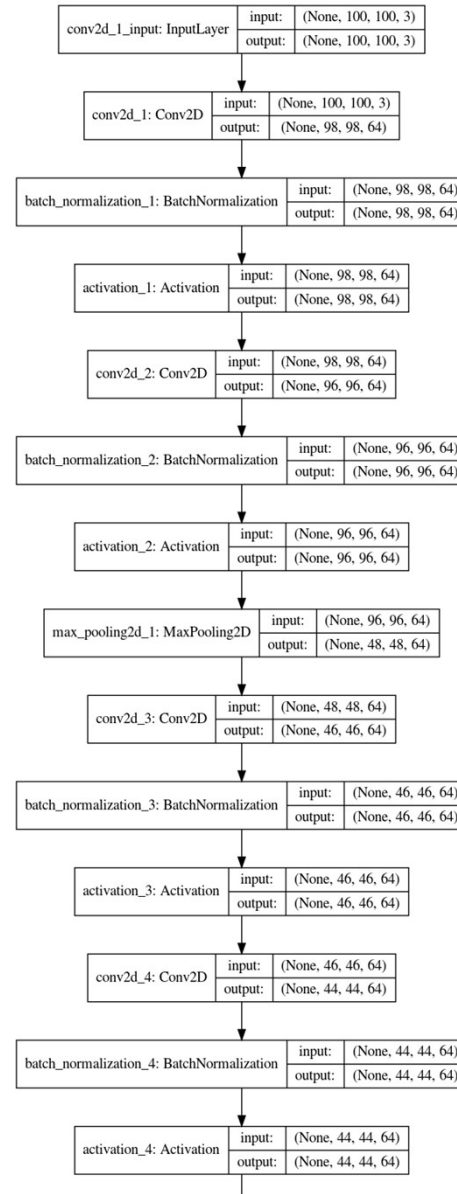 conv2d_1_input: InputLayer input: (None, 100, 100, 3)
output: (None, 100, 100, 3)
conv2d_1: Conv2D input: (None, 100, 100, 3)
output: (None, 98, 98, 64)
batch_normalization_1: BatchNormalization input: (None, 98, 98, 64)
output: (None, 98, 98, 64)
activation_1: Activation input: (None, 98, 98, 64)
output: (None, 98, 98, 64)
conv2d_2: Conv2D input: (None, 98, 98, 64)
output: (None, 96, 96, 64)
batch_normalization_2: BatchNormalization input: (None, 96, 96, 64)
output: (None, 96, 96, 64)
activation_2: Activation input: (None, 96, 96, 64)
output: (None, 96, 96, 64)
max_pooling2d_1: MaxPooling2D input: (None, 96, 96, 64)
output: (None, 48, 48, 64)
conv2d_3: Conv2D input: (None, 48, 48, 64)
output: (None, 46, 46, 64)
batch_normalization_3: BatchNormalization input: (None, 46, 46, 64)
output: (None, 46, 46, 64)
activation_3: Activation input: (None, 46, 46, 64)
output: (None, 46, 46, 64)
conv2d_4: Conv2D input: (None, 46, 46, 64)
output: (None, 44, 44, 64)
batch_normalization_4: BatchNormalization input: (None, 44, 44, 64)
output: (None, 44, 44, 64)
activation_4: Activation input: (None, 44, 44, 64)
output: (None, 44, 44, 64)